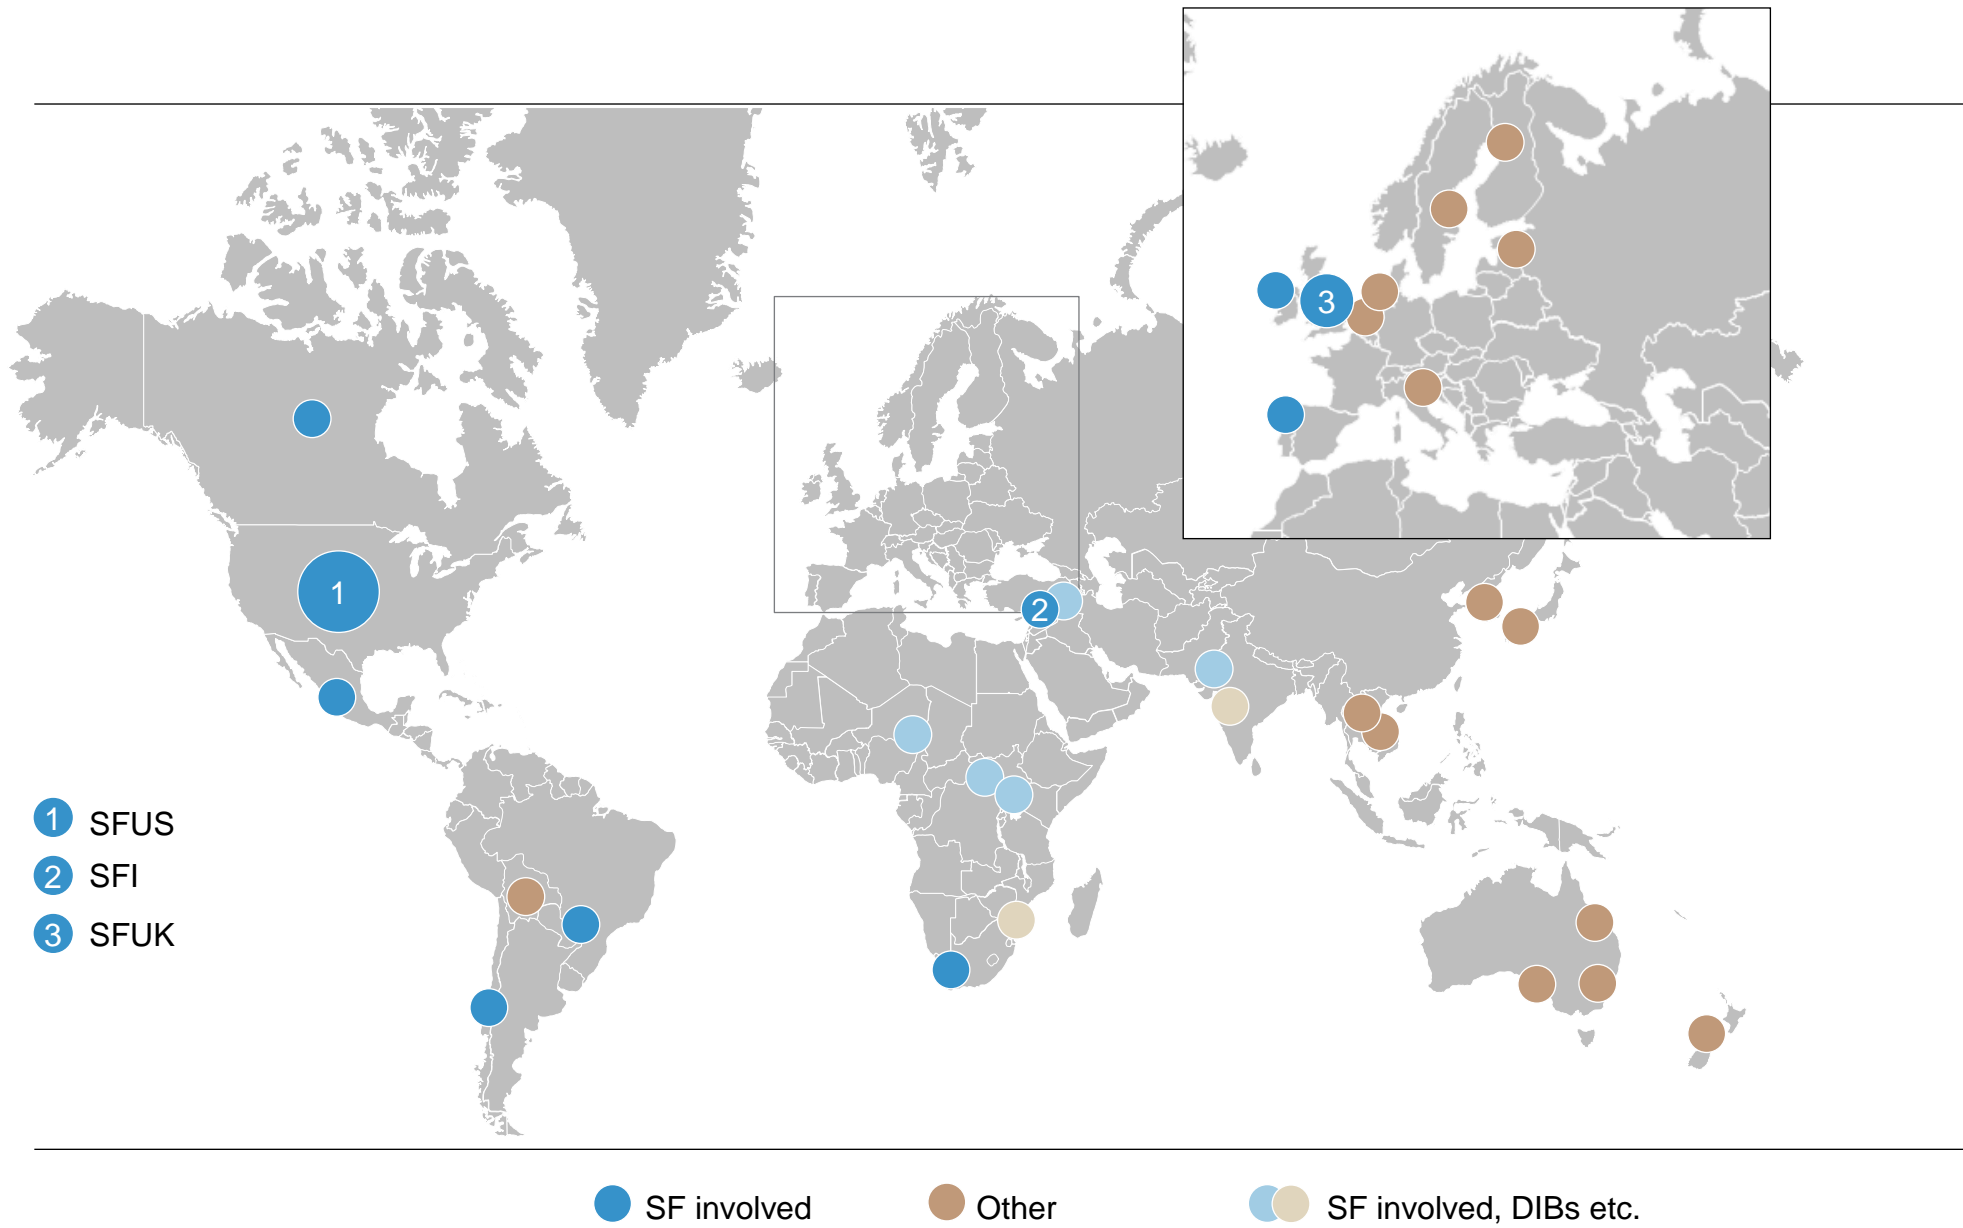 3
1
2
1 SFUS
2 SFI
3 SFUK
SF involved
Other
SF involved, DIBs etc.